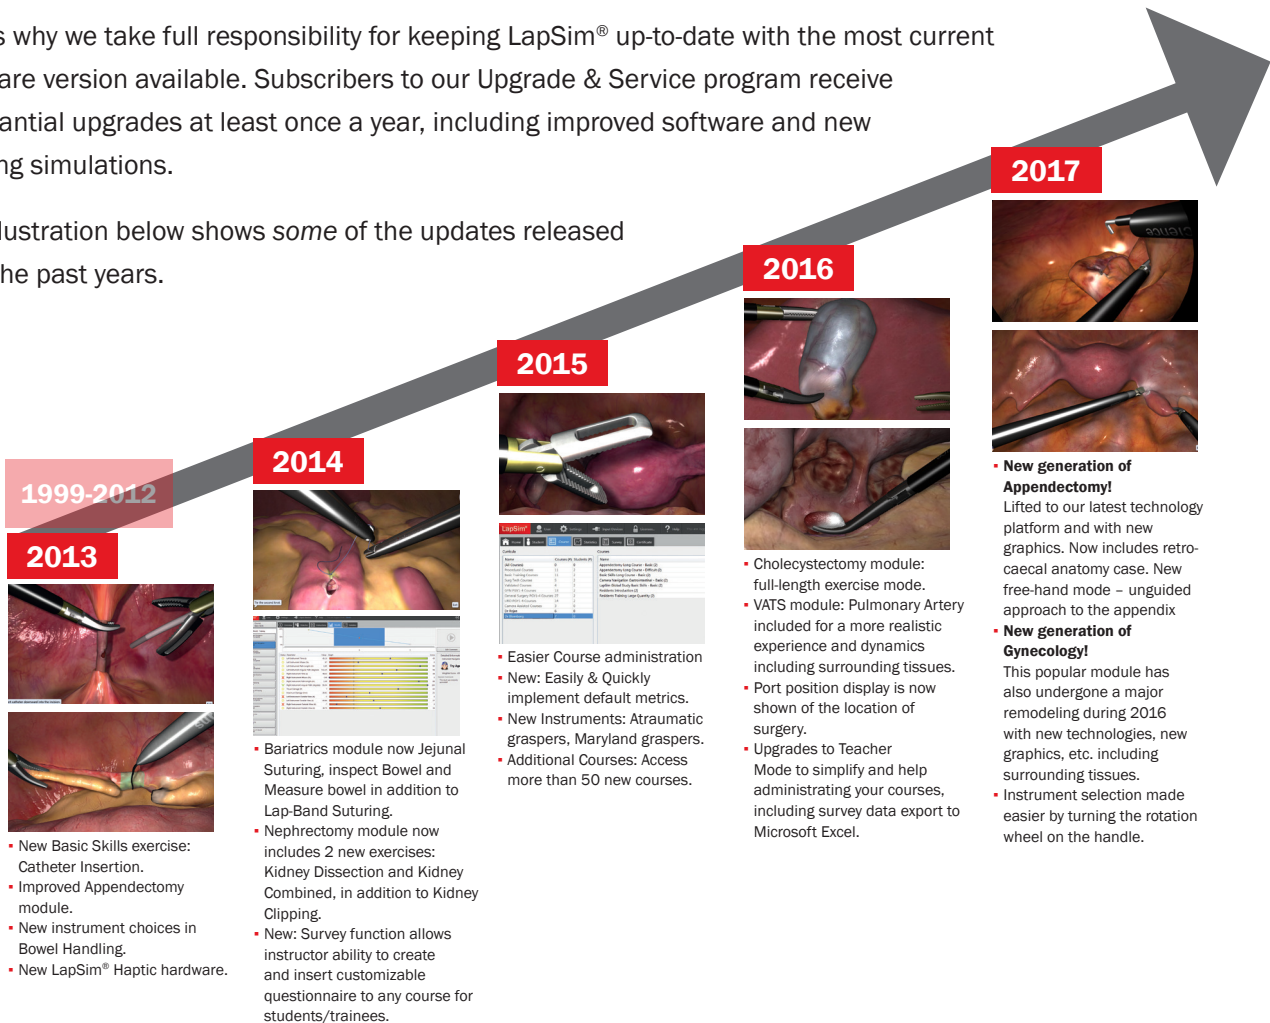 s why we take full responsibility for keeping LapSim® up-to-date with the most current
are version available. Subscribers to our Upgrade & Service program receive
antial upgrades at least once a year, including improved software and new
ng simulations.
lustration below shows some of the updates released
he past years.
1999-2012
2013
▪ New Basic Skills exercise:
Catheter Insertion.
▪ Improved Appendectomy
module.
▪ New instrument choices in
Bowel Handling.
▪ New LapSim® Haptic hardware.
2014
▪ Bariatrics module now Jejunal
Suturing, inspect Bowel and
Measure bowel in addition to
Lap-Band Suturing.
▪ Nephrectomy module now
includes 2 new exercises:
Kidney Dissection and Kidney
Combined, in addition to Kidney
Clipping.
▪ New: Survey function allows
instructor ability to create
and insert customizable
questionnaire to any course for
students/trainees.
2015
LapSim®
Courses
▪ Easier Course administration
▪ New: Easily & Quickly
implement default metrics.
▪ New Instruments: Atraumatic
graspers, Maryland graspers.
▪ Additional Courses: Access
more than 50 new courses.
2016
▪ Cholecystectomy module:
full-length exercise mode.
▪ VATS module: Pulmonary Artery
included for a more realistic
experience and dynamics
including surrounding tissues.
▪ Port position display is now
shown of the location of
surgery.
▪ Upgrades to Teacher
Mode to simplify and help
administrating your courses,
including survey data export to
Microsoft Excel.
2017
▪ New generation of
Appendectomy!
Lifted to our latest technology
platform and with new
graphics. Now includes retro-
caecal anatomy case. New
free-hand mode – unguided
approach to the appendix
▪ New generation of
Gynecology!
This popular module has
also undergone a major
remodeling during 2016
with new technologies, new
graphics, etc. including
surrounding tissues.
▪ Instrument selection made
easier by turning the rotation
wheel on the handle.